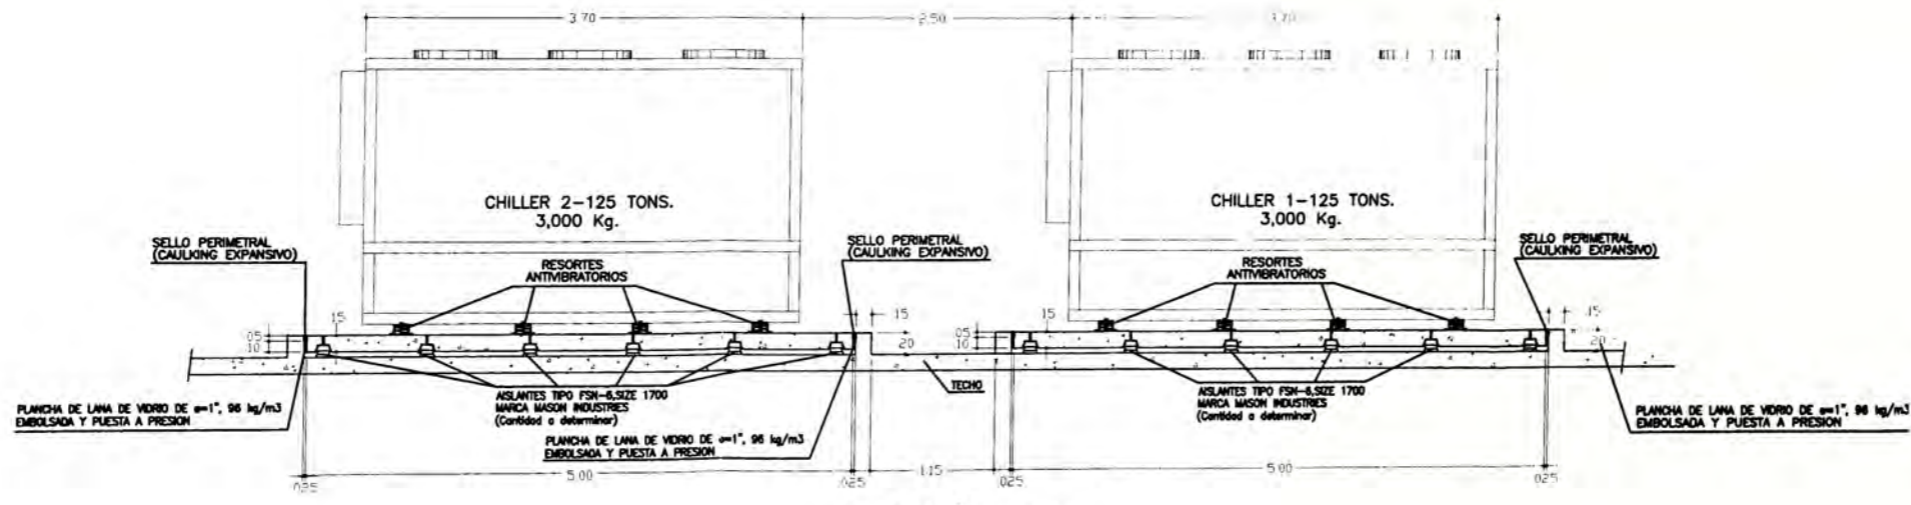 3.70
2.50
3.70
CHILLER 2-125 TONS.
3,000 Kg.
CHILLER 1-125 TONS.
3,000 Kg.
SELLO PERIMETRAL
(CAULKING EXPANSIVO)
RESORTES
ANTIVIBRATORIOS
SELLO PERIMETRAL
(CAULKING EXPANSIVO)
RESORTES
ANTIVIBRATORIOS
SELLO PERIMETRAL
(CAULKING EXPANSIVO)
.05
.10
.15
.15
.20
.05
.10
.15
.15
.20
TECHO
PLANCHA DE LANA DE VIDRIO DE e=1", 96 kg/m3
EMBOLSADA Y PUESTA A PRESION
AISLANTES TIPO FSN-6,SIZE 1700
MARCA MASON INDUSTRIES
(Cantidad a determinar)
PLANCHA DE LANA DE VIDRIO DE e=1", 96 kg/m3
EMBOLSADA Y PUESTA A PRESION
AISLANTES TIPO FSN-6,SIZE 1700
MARCA MASON INDUSTRIES
(Cantidad a determinar)
PLANCHA DE LANA DE VIDRIO DE e=1", 96 kg/m3
EMBOLSADA Y PUESTA A PRESION
.025
5.00
.025
1.15
.025
5.00
.025